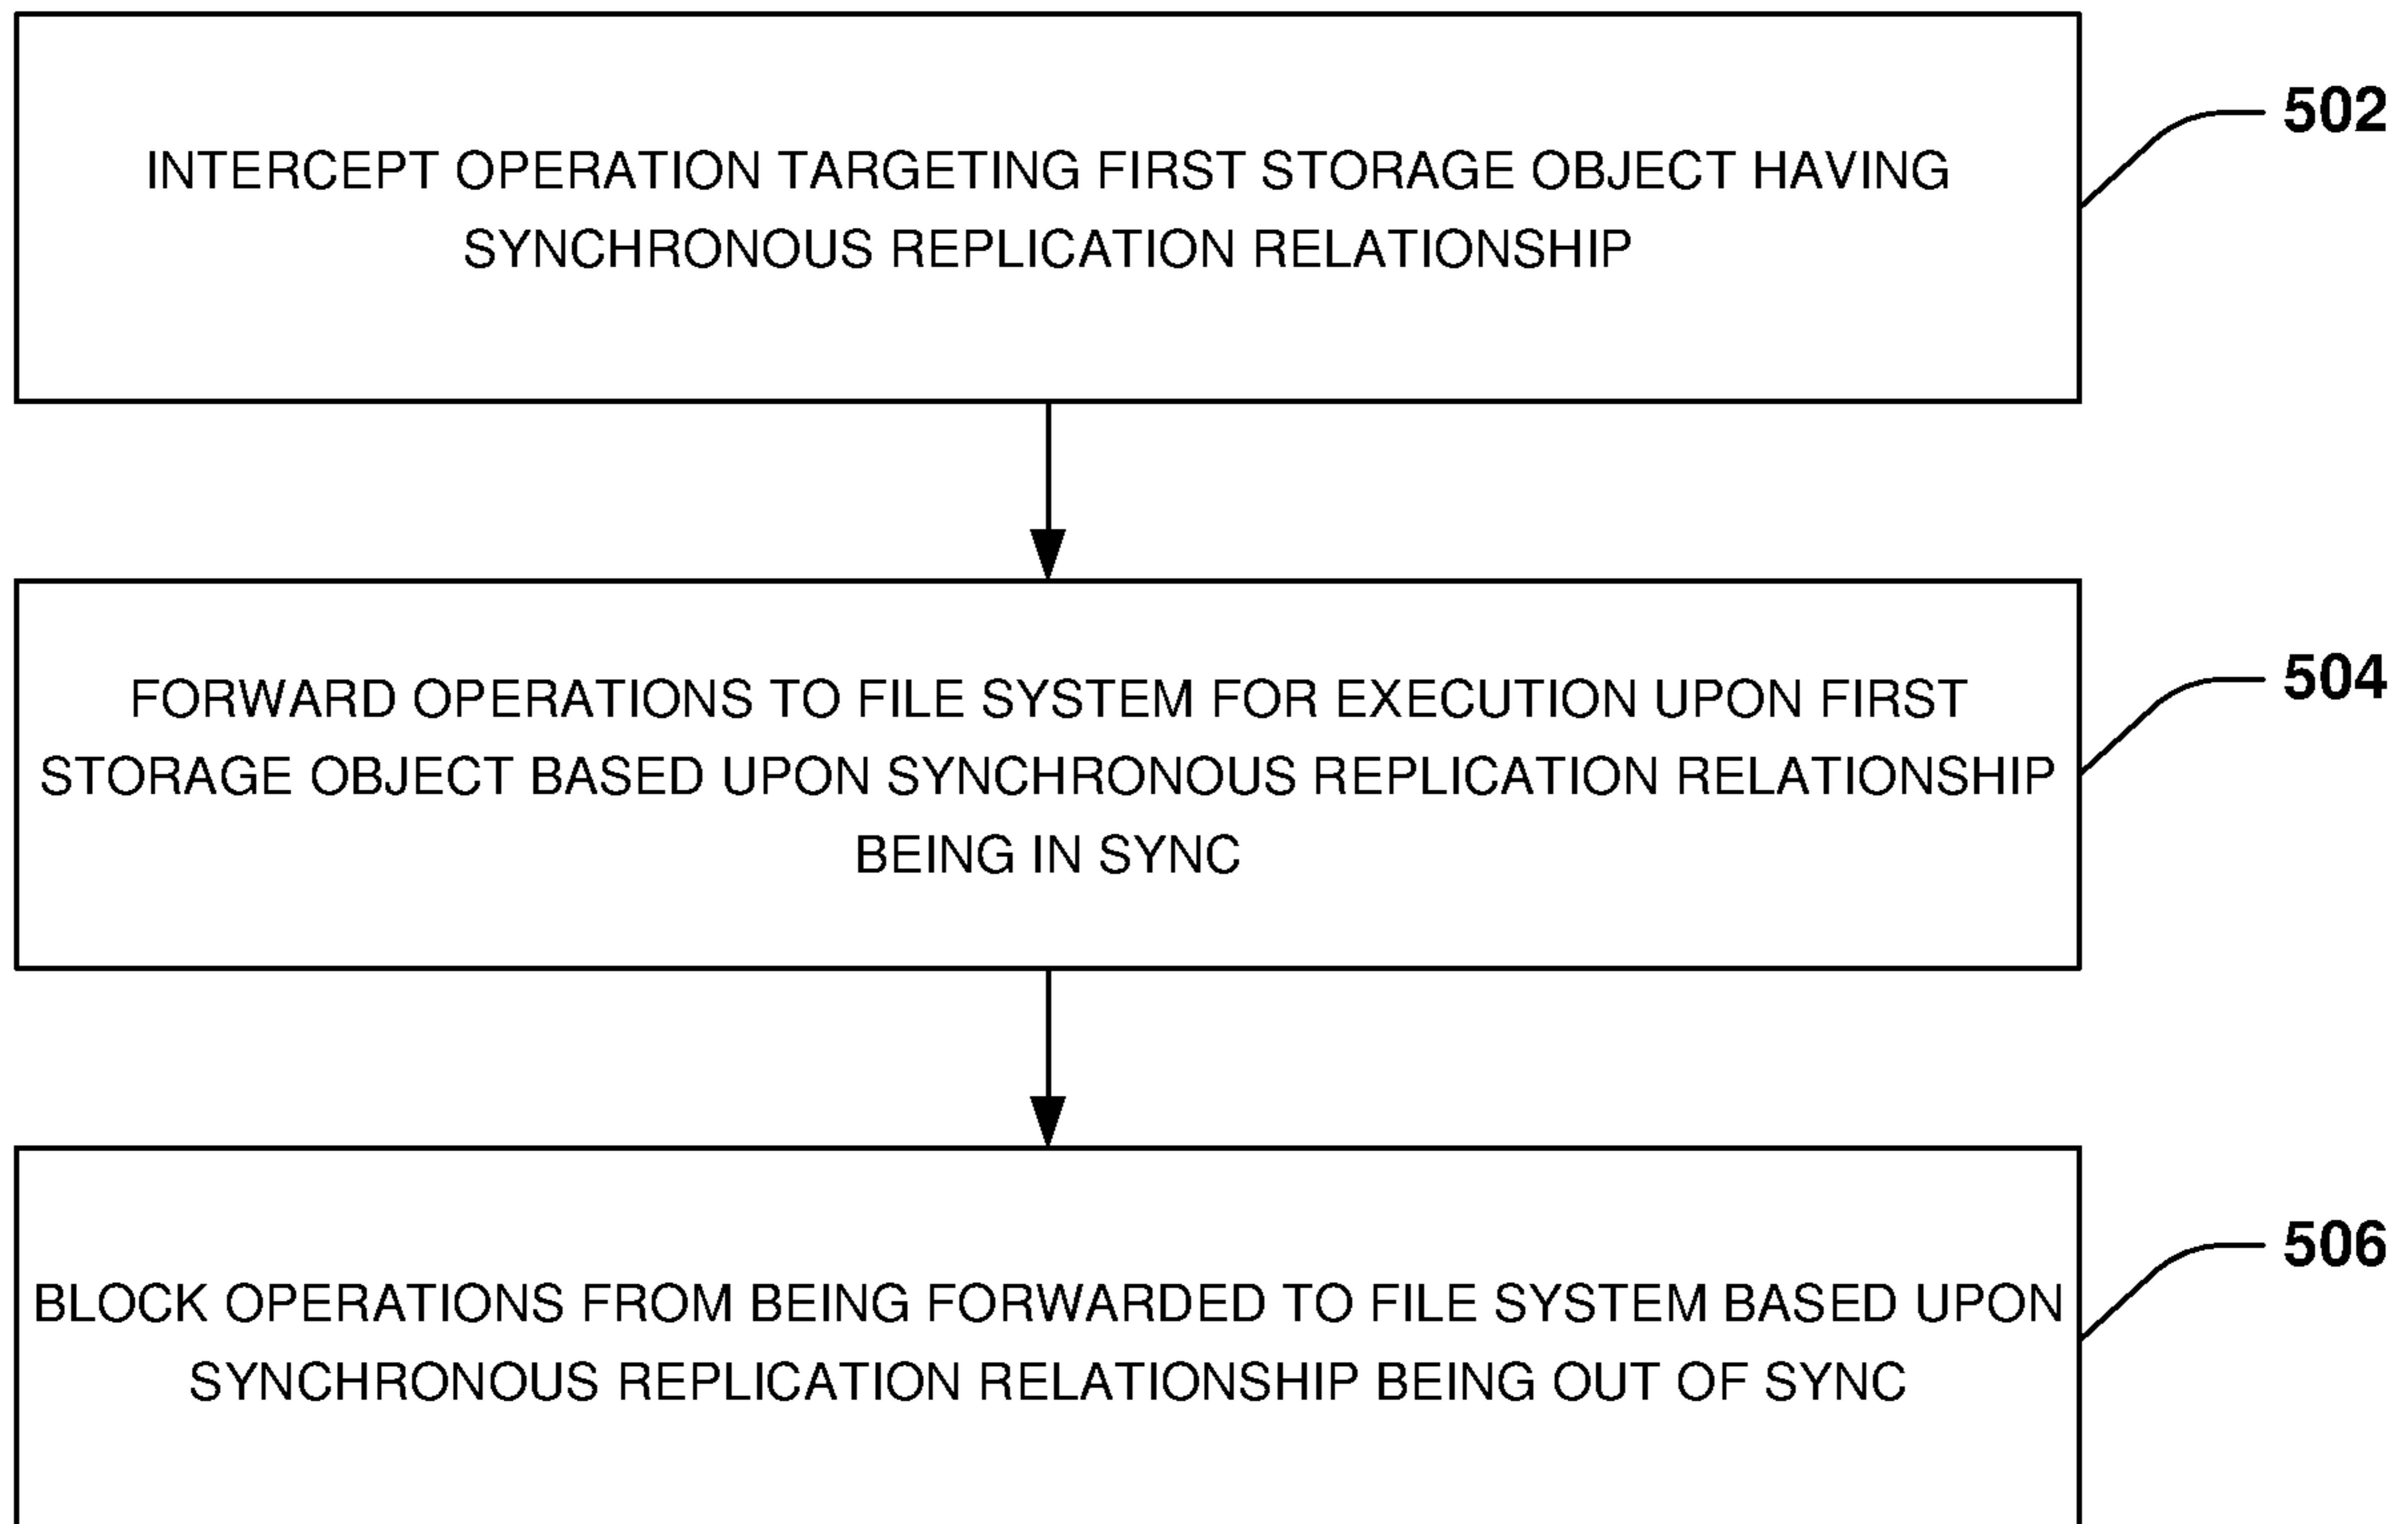 INTERCEPT OPERATION TARGETING FIRST STORAGE OBJECT HAVING
SYNCHRONOUS REPLICATION RELATIONSHIP
502
FORWARD OPERATIONS TO FILE SYSTEM FOR EXECUTION UPON FIRST
STORAGE OBJECT BASED UPON SYNCHRONOUS REPLICATION RELATIONSHIP
BEING IN SYNC
504
BLOCK OPERATIONS FROM BEING FORWARDED TO FILE SYSTEM BASED UPON
SYNCHRONOUS REPLICATION RELATIONSHIP BEING OUT OF SYNC
506